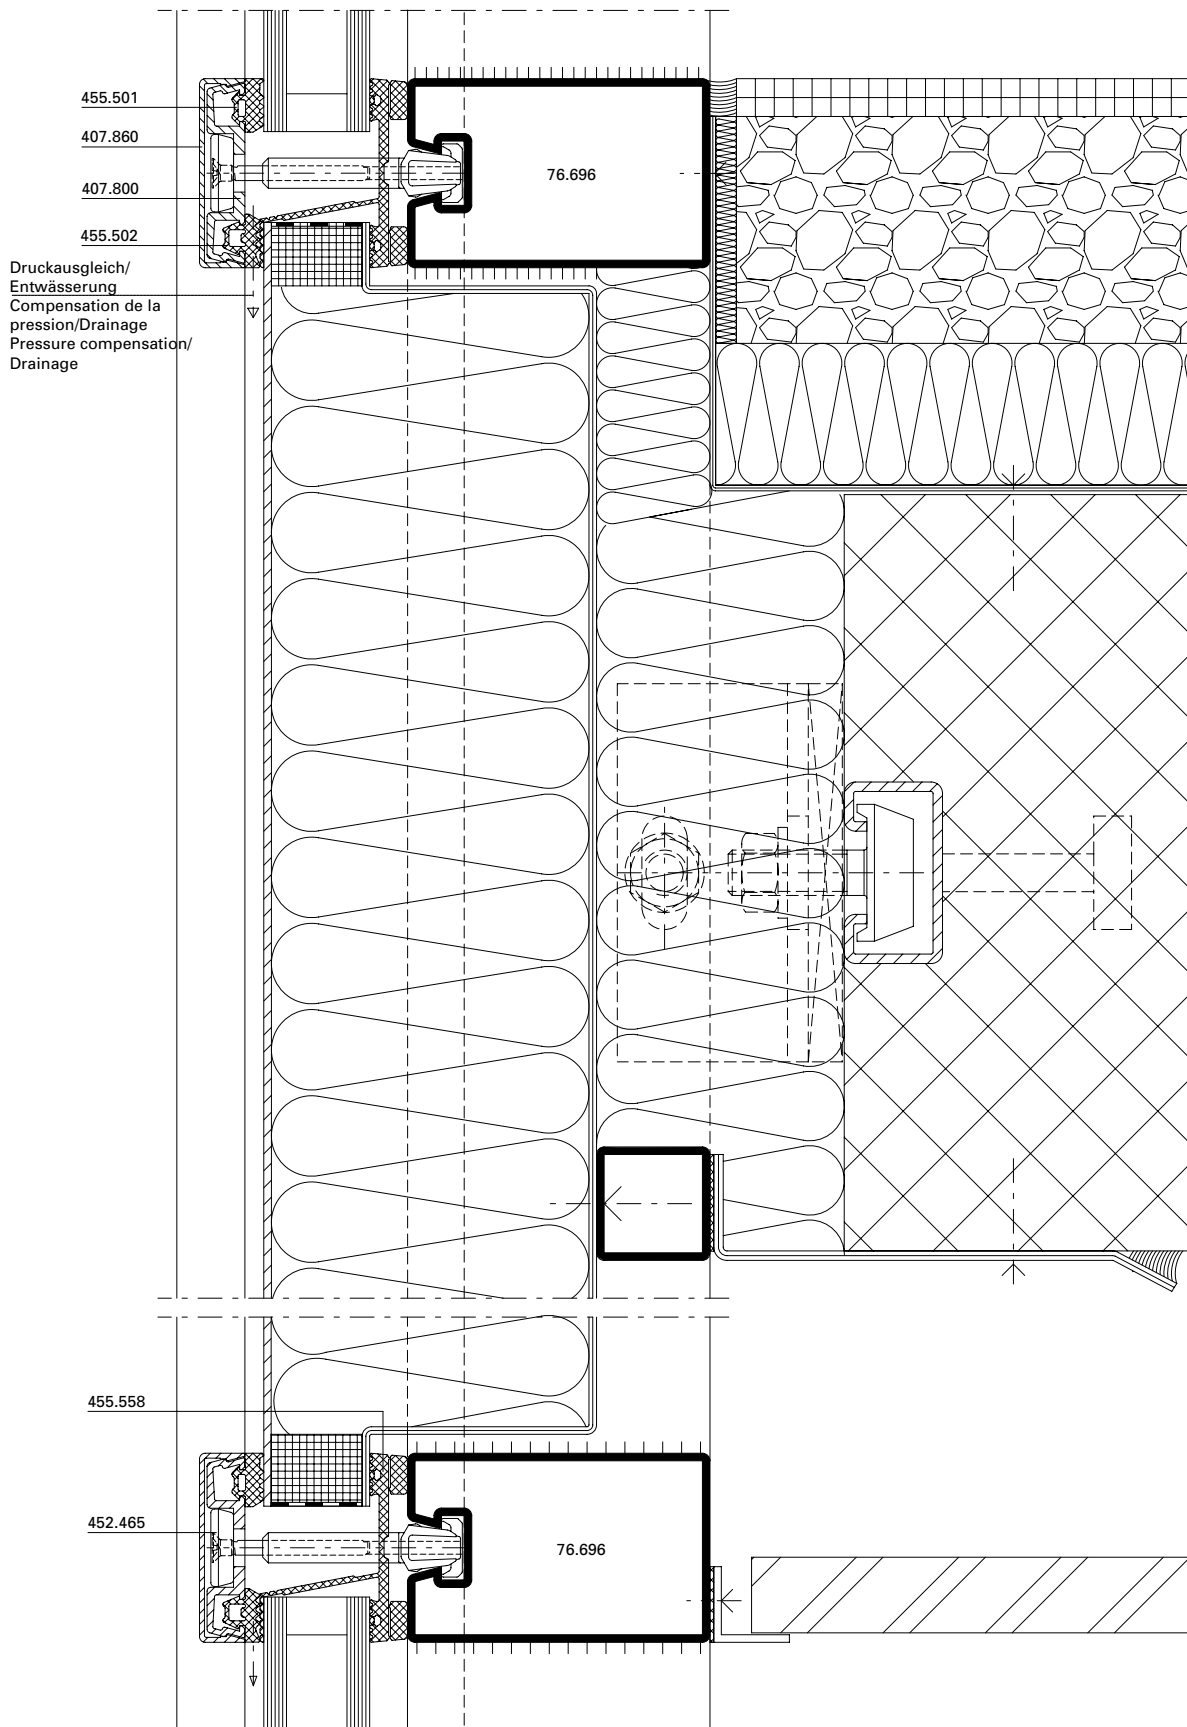 455.501
407.860
76.696
407.800
455.502
Druckausgleich/
Entwässerung
Compensation de la
pression/Drainage
Pressure compensation/
Drainage
455.558
452.465
76.696